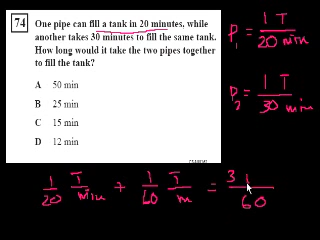 74 One pipe can fill a tank in 20 minutes, while
another takes 30 minutes to fill the same tank.
How long would it take the two pipes together
to fill the tank?
A 50 min
B 25 min
C 15 min
D 12 min
P1 = 1 T / 20 min
P2 = 1 T / 30 min
1/20 T/min + 1/60 T/m = 3 1 / 60